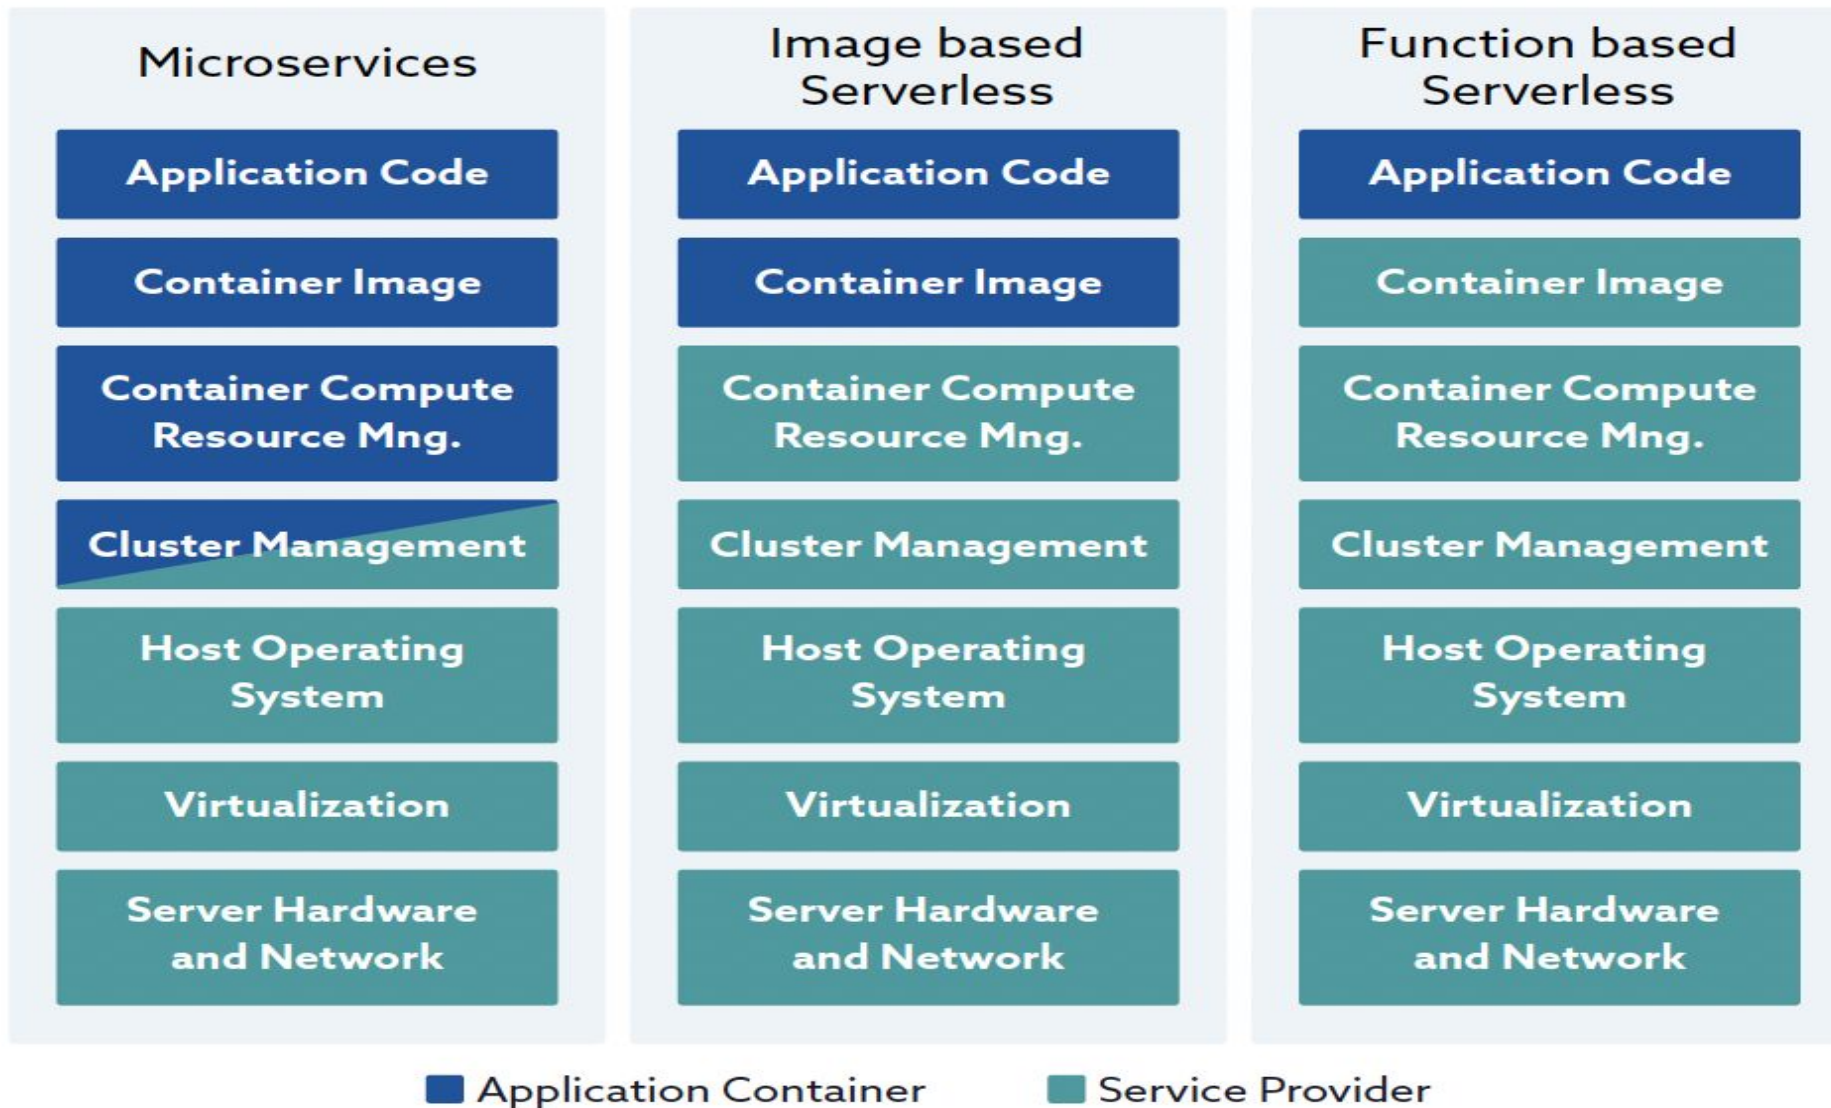 Microservices
Application Code
Container Image
Container Compute
Resource Mng.
Cluster Management
Host Operating
System
Virtualization
Server Hardware
and Network
Image based
Serverless
Application Code
Container Image
Container Compute
Resource Mng.
Cluster Management
Host Operating
System
Virtualization
Server Hardware
and Network
Function based
Serverless
Application Code
Container Image
Container Compute
Resource Mng.
Cluster Management
Host Operating
System
Virtualization
Server Hardware
and Network
Application Container
Service Provider